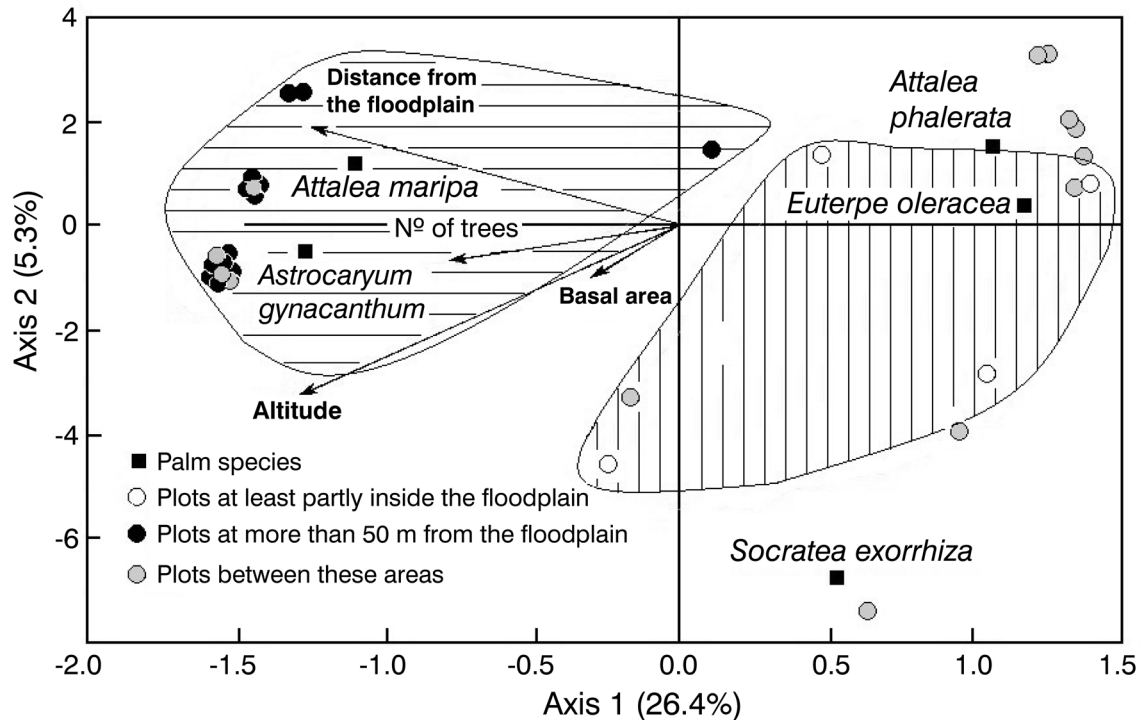 4
2
0
-2
-4
-6
Axis 2 (5.3%)
Distance from
the floodplain
Attalea
phalerata
Attalea maripa
Euterpe oleracea
Nº of trees
Astrocaryum
gynacanthum
Basal area
Altitude
Palm species
Plots at least partly inside the floodplain
Plots at more than 50 m from the floodplain
Plots between these areas
Socratea exorrhiza
-2.0 -1.5 -1.0 -0.5 0.0 0.5 1.0 1.5
Axis 1 (26.4%)